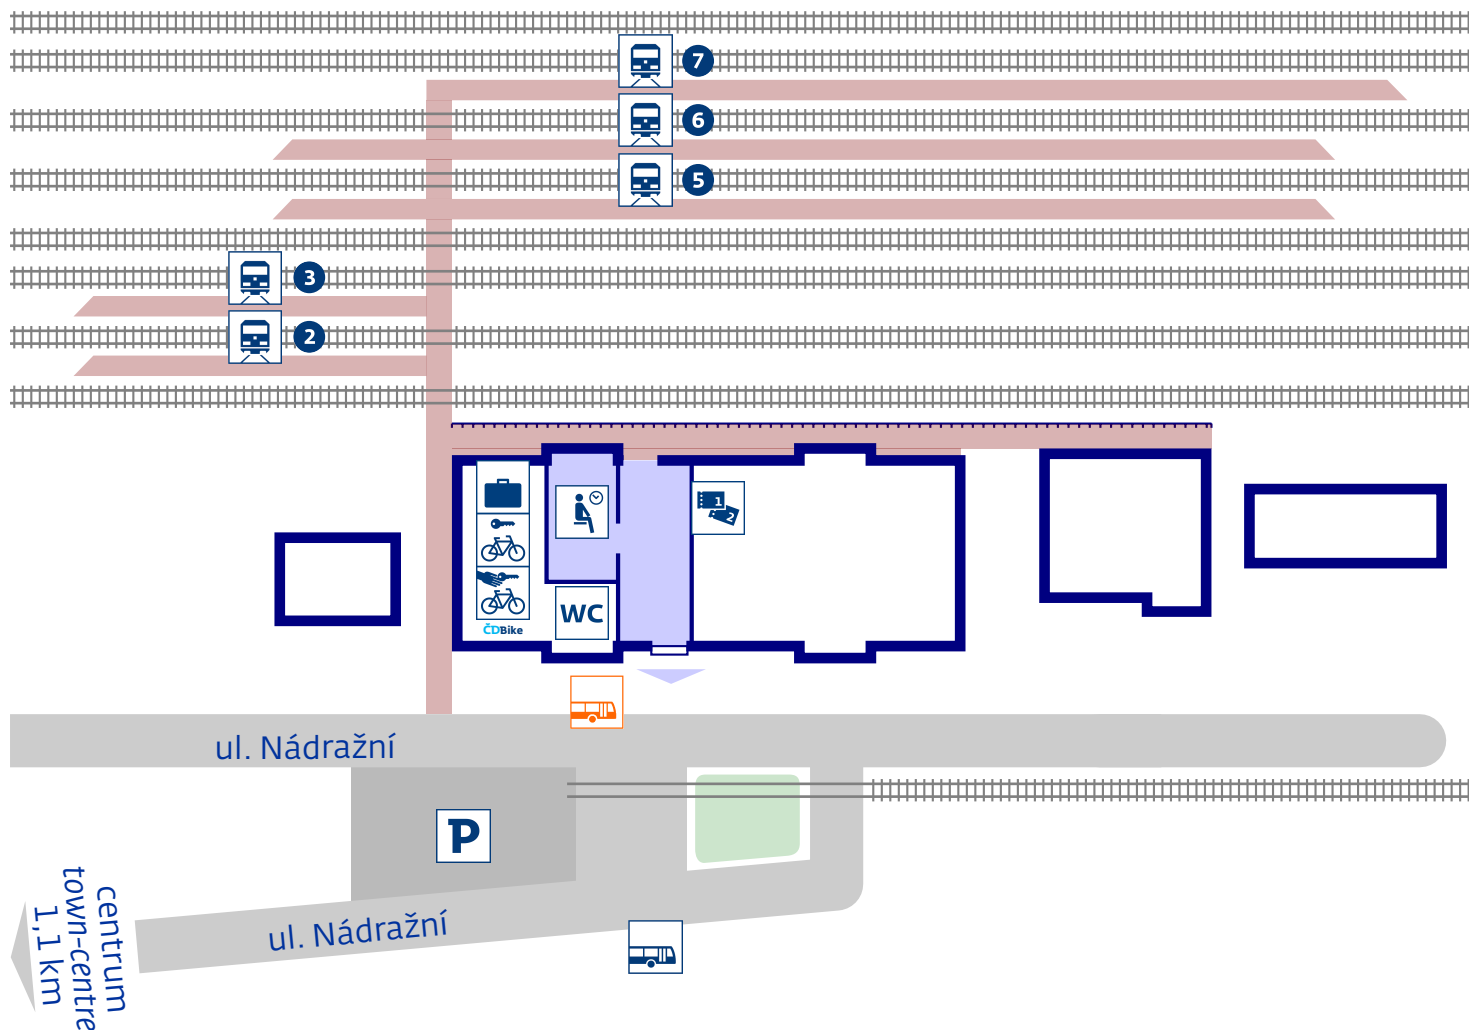 7
6
5
3
2
1
2
WC
ČDBike
ul. Nádražní
P
ul. Nádražní
centrum
town-centre
1,1 km